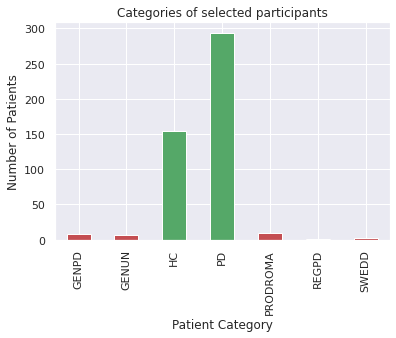 Categories of selected participants
Number of Patients
300
250
200
150
100
50
0
GENPD
GENUN
HC
PD
PRODROMA
REGPD
SWEDD
Patient Category